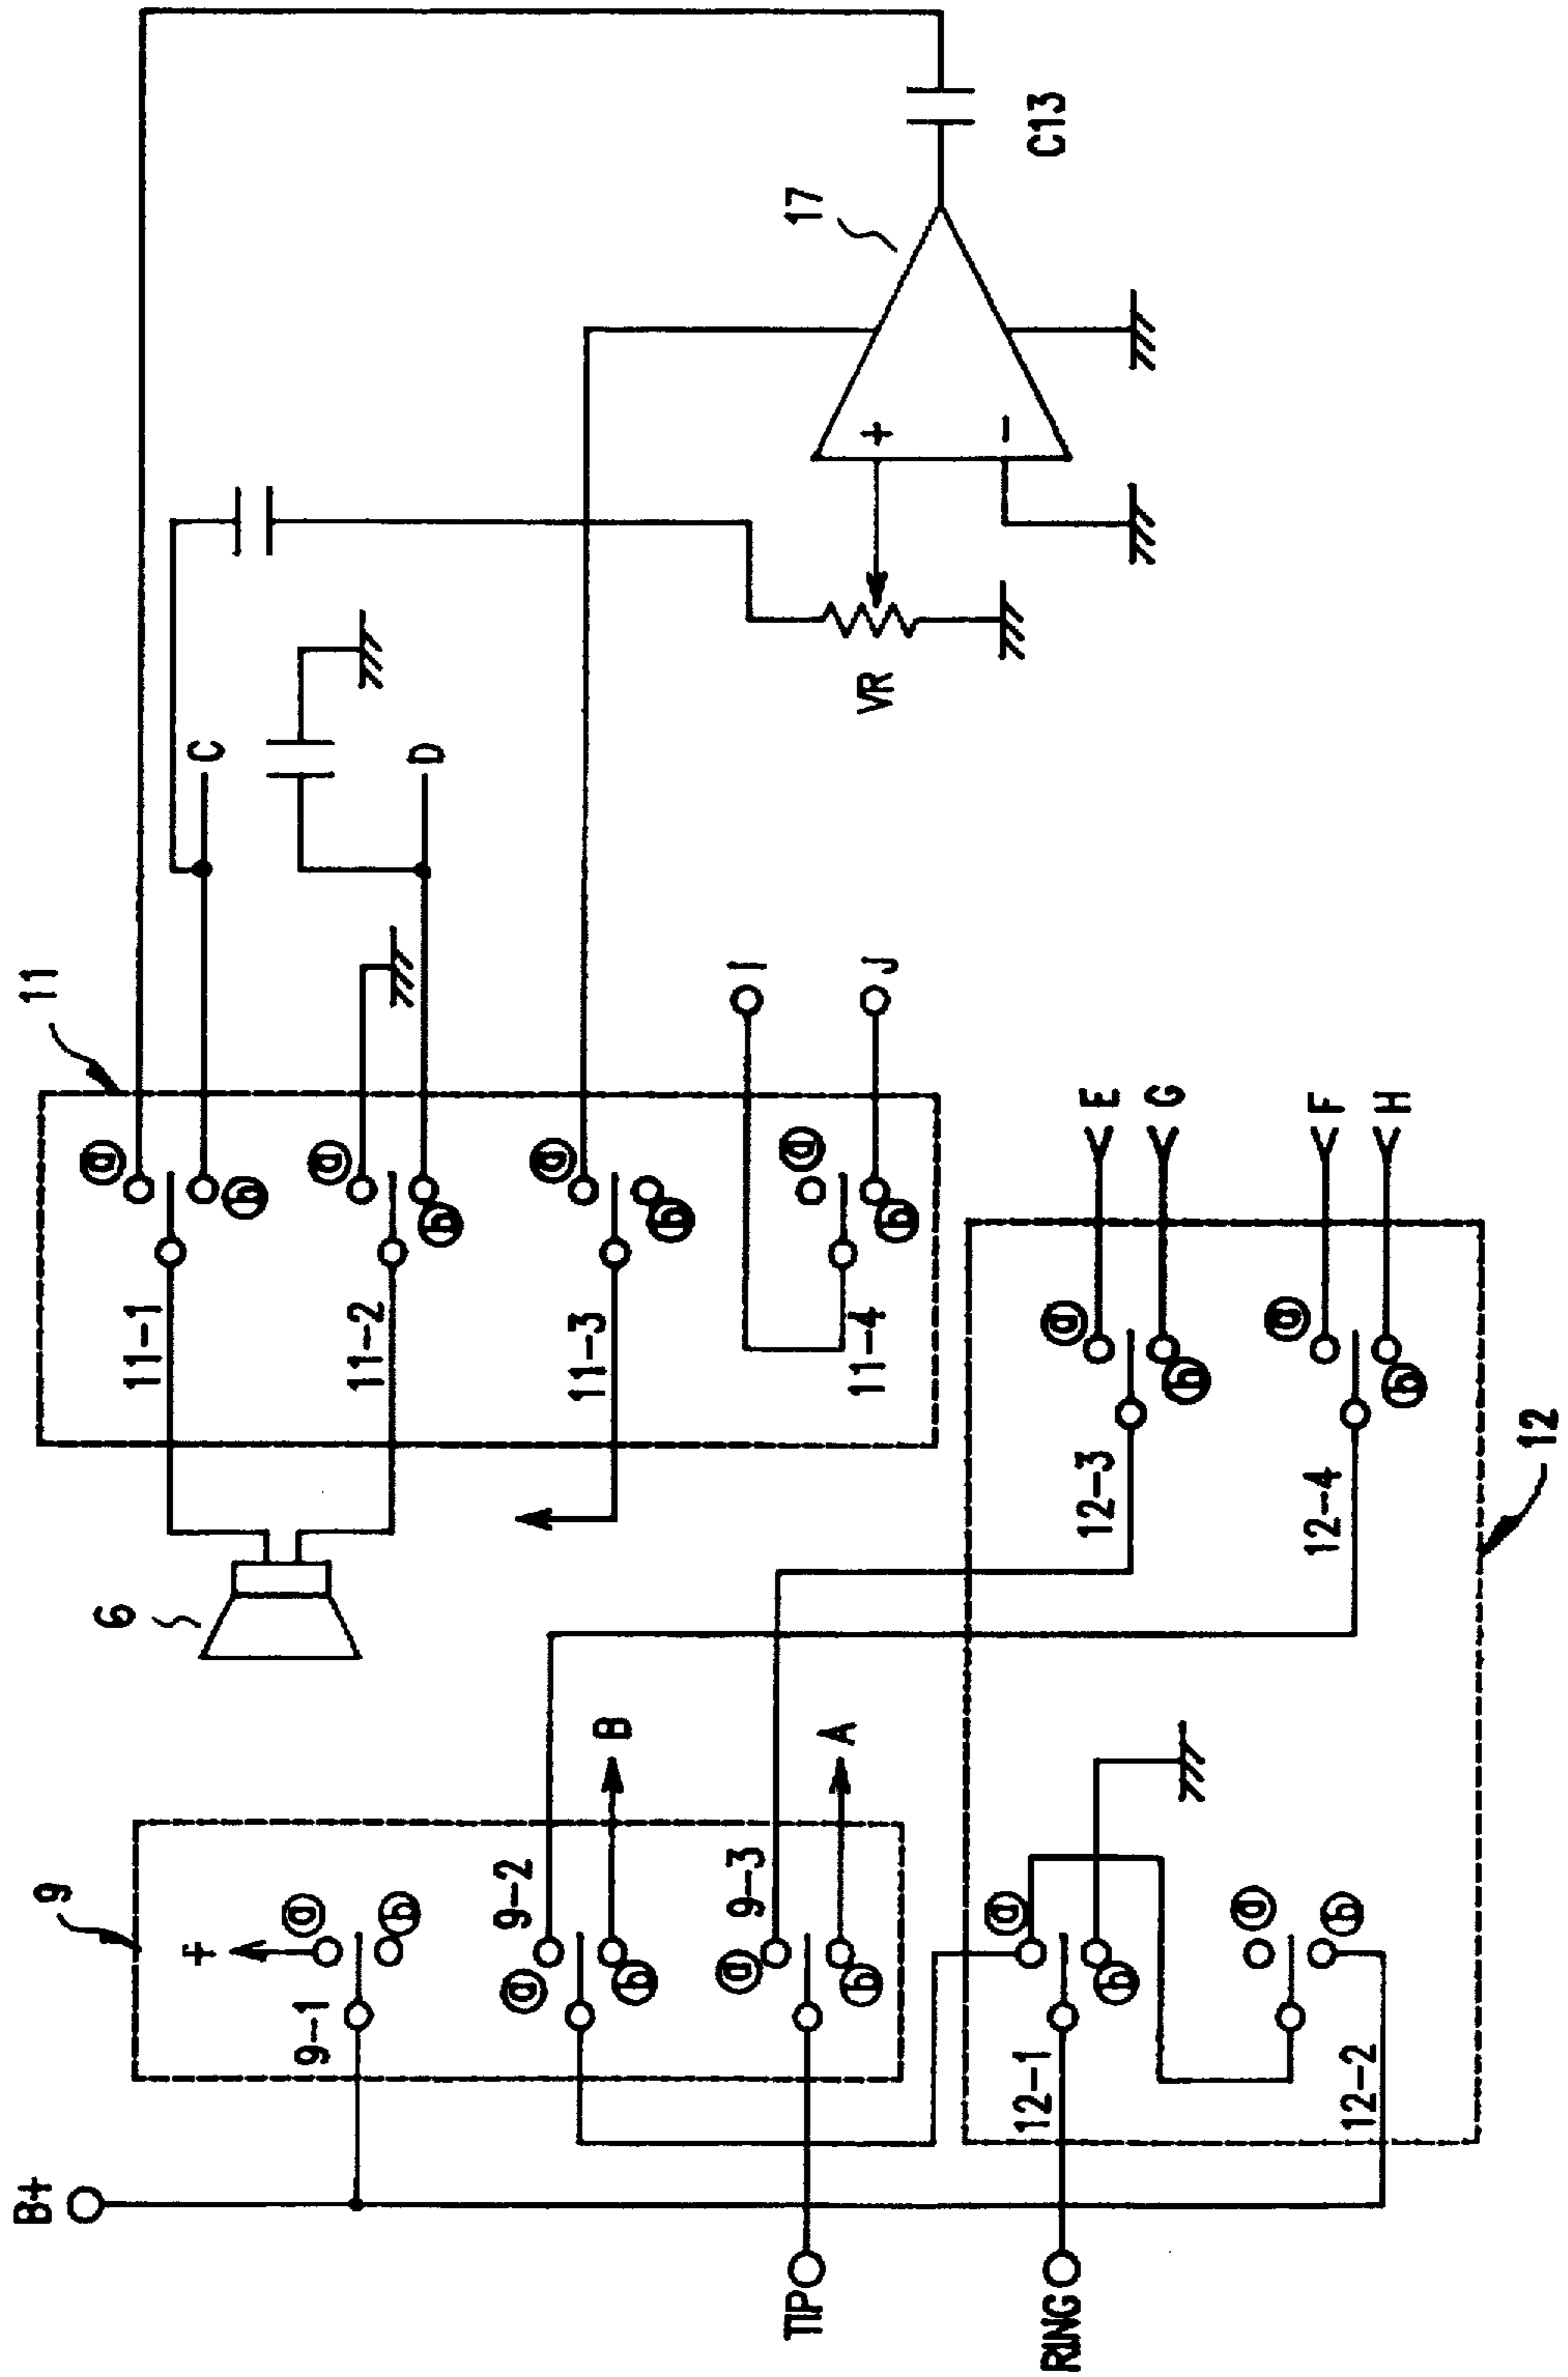 B+
TIP
RING
9
+
ⓐ
ⓑ
9-1
9-2
ⓐ
ⓑ
B
9-3
ⓐ
ⓑ
A
6
11
11-1
ⓐ
ⓑ
C
11-2
ⓐ
ⓑ
D
11-3
ⓐ
ⓑ
I
11-4
ⓐ
ⓑ
J
VR
+
-
17
C13
12-1
ⓐ
ⓑ
12-2
ⓐ
ⓑ
12-3
ⓐ
ⓑ
E
G
12-4
ⓐ
ⓑ
F
H
12